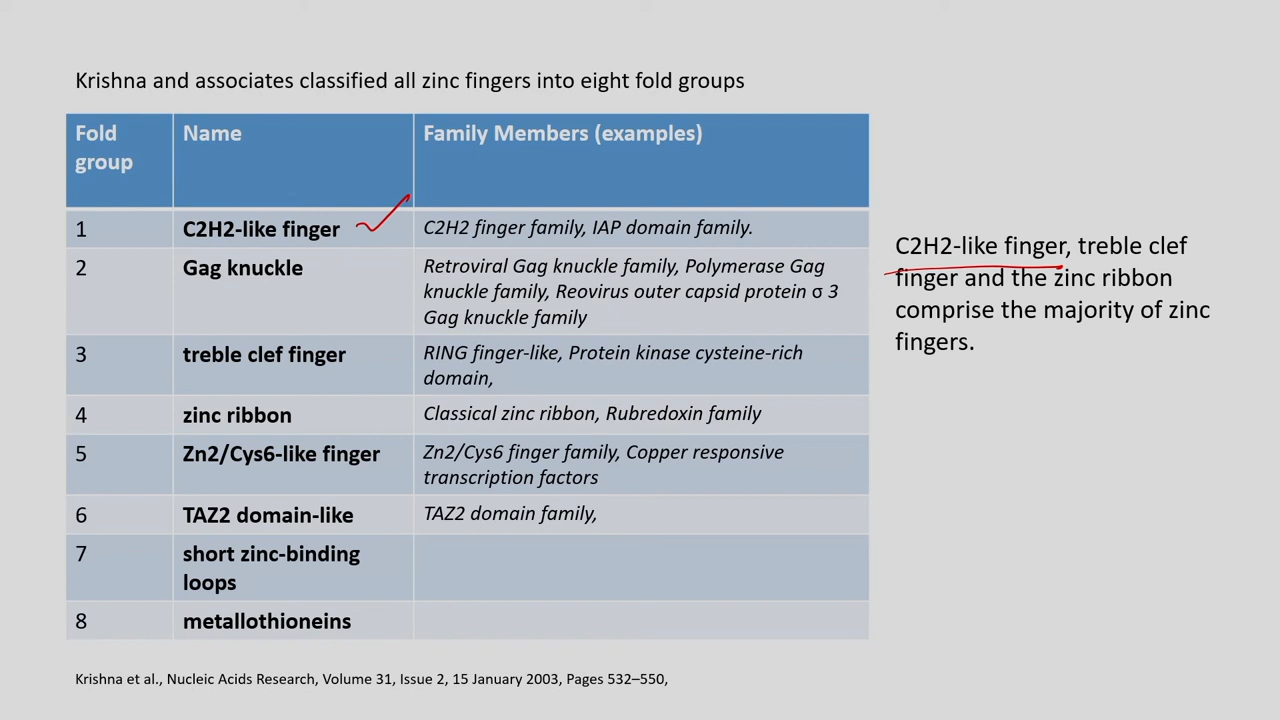 Krishna and associates classified all zinc fingers into eight fold groups
Fold group
Name
Family Members (examples)
1
C2H2-like finger
C2H2 finger family, IAP domain family.
2
Gag knuckle
Retroviral Gag knuckle family, Polymerase Gag
knuckle family, Reovirus outer capsid protein σ 3
Gag knuckle family
3
treble clef finger
RING finger-like, Protein kinase cysteine-rich
domain,
4
zinc ribbon
Classical zinc ribbon, Rubredoxin family
5
Zn2/Cys6-like finger
Zn2/Cys6 finger family, Copper responsive
transcription factors
6
TAZ2 domain-like
TAZ2 domain family,
7
short zinc-binding
loops
8
metallothioneins
C2H2-like finger, treble clef
finger and the zinc ribbon
comprise the majority of zinc
fingers.
Krishna et al., Nucleic Acids Research, Volume 31, Issue 2, 15 January 2003, Pages 532–550,